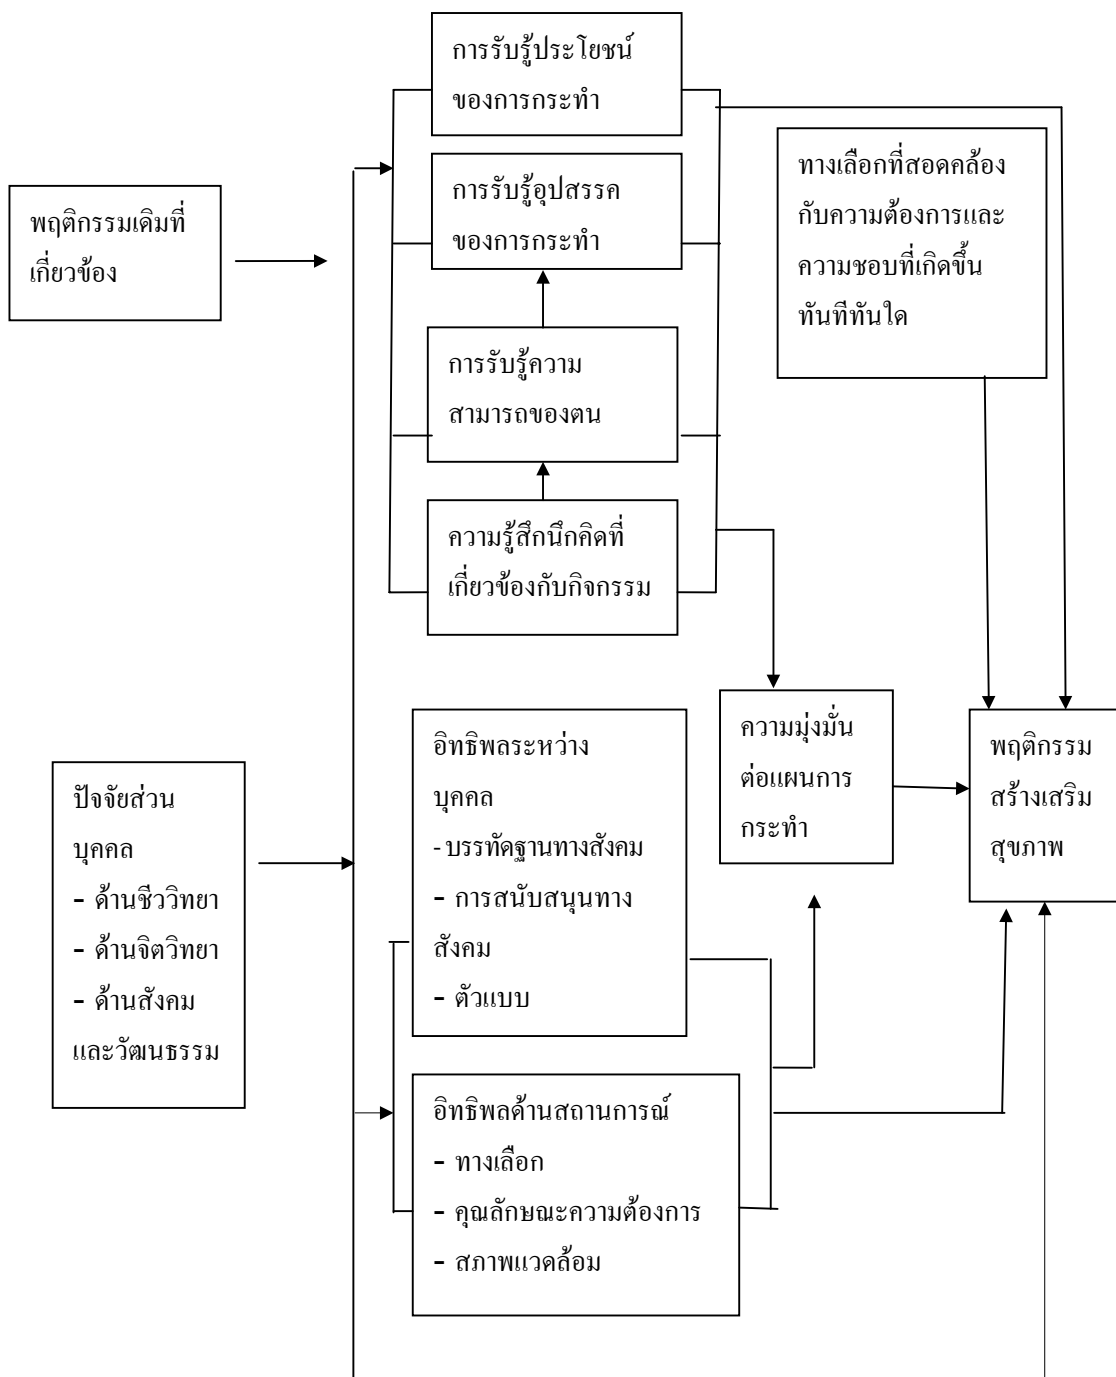 การรับรู้ประโยชน์
ของการกระทำ
ทางเลือกที่สอดคล้อง
กับความต้องการและ
ความชอบที่เกิดขึ้น
ทันทีทันใด
การรับรู้อุปสรรค
ของการกระทำ
พฤติกรรมเดิมที่
เกี่ยวข้อง
การรับรู้ความ
สามารถของตน
ความรู้สึกนึกคิดที่
เกี่ยวข้องกับกิจกรรม
ความมุ่งมั่น
ต่อแผนการ
กระทำ
พฤติกรรม
สร้างเสริม
สุขภาพ
อิทธิพลระหว่าง
บุคคล
- บรรทัดฐานทางสังคม
- การสนับสนุนทาง
สังคม
- ตัวแบบ
ปัจจัยส่วน
บุคคล
- ด้านชีววิทยา
- ด้านจิตวิทยา
- ด้านสังคม
และวัฒนธรรม
อิทธิพลด้านสถานการณ์
- ทางเลือก
- คุณลักษณะความต้องการ
- สภาพแวดล้อม